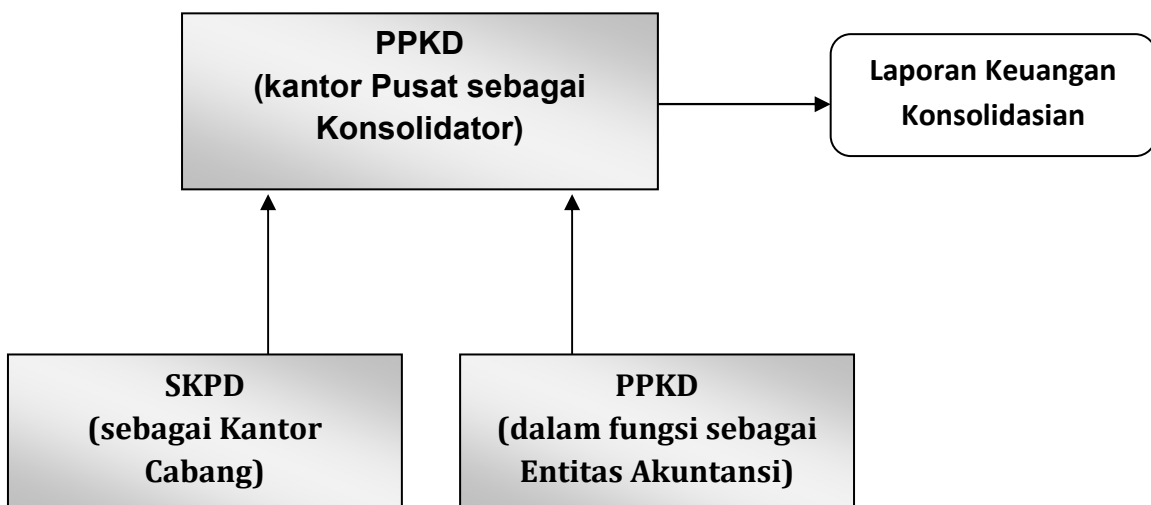 PPKD
(kantor Pusat sebagai
Konsolidator)
Laporan Keuangan
Konsolidasian
SKPD
(sebagai Kantor
Cabang)
PPKD
(dalam fungsi sebagai
Entitas Akuntansi)